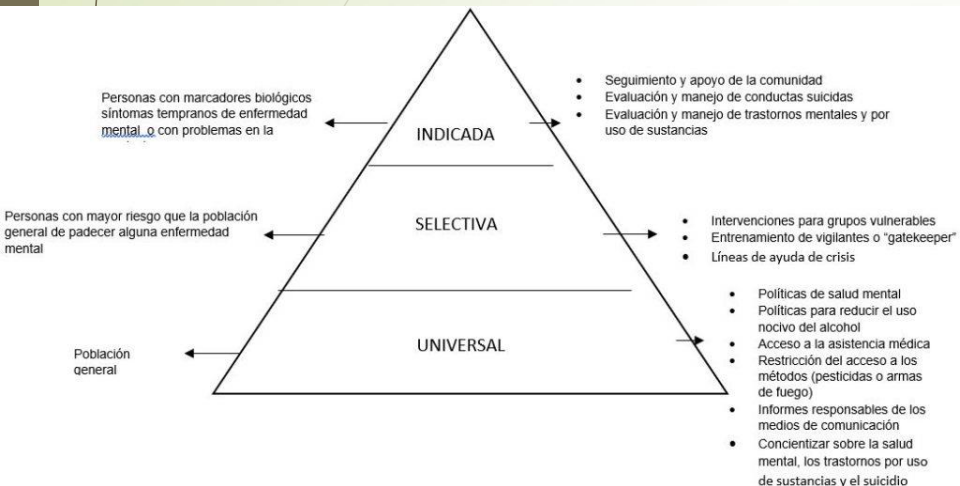 Personas con marcadores biológicos
síntomas tempranos de enfermedad
mental o con problemas en la
INDICADA
• Seguimiento y apoyo de la comunidad
• Evaluación y manejo de conductas suicidas
• Evaluación y manejo de trastornos mentales y por
uso de sustancias
Personas con mayor riesgo que la población
general de padecer alguna enfermedad
mental
SELECTIVA
• Intervenciones para grupos vulnerables
• Entrenamiento de vigilantes o “gatekeeper”
• Líneas de ayuda de crisis
Población
general
UNIVERSAL
• Políticas de salud mental
• Políticas para reducir el uso
nocivo del alcohol
• Acceso a la asistencia médica
• Restricción del acceso a los
métodos (pesticidas o armas
de fuego)
• Informes responsables de los
medios de comunicación
• Concientizar sobre la salud
mental, los trastornos por uso
de sustancias y el suicidio